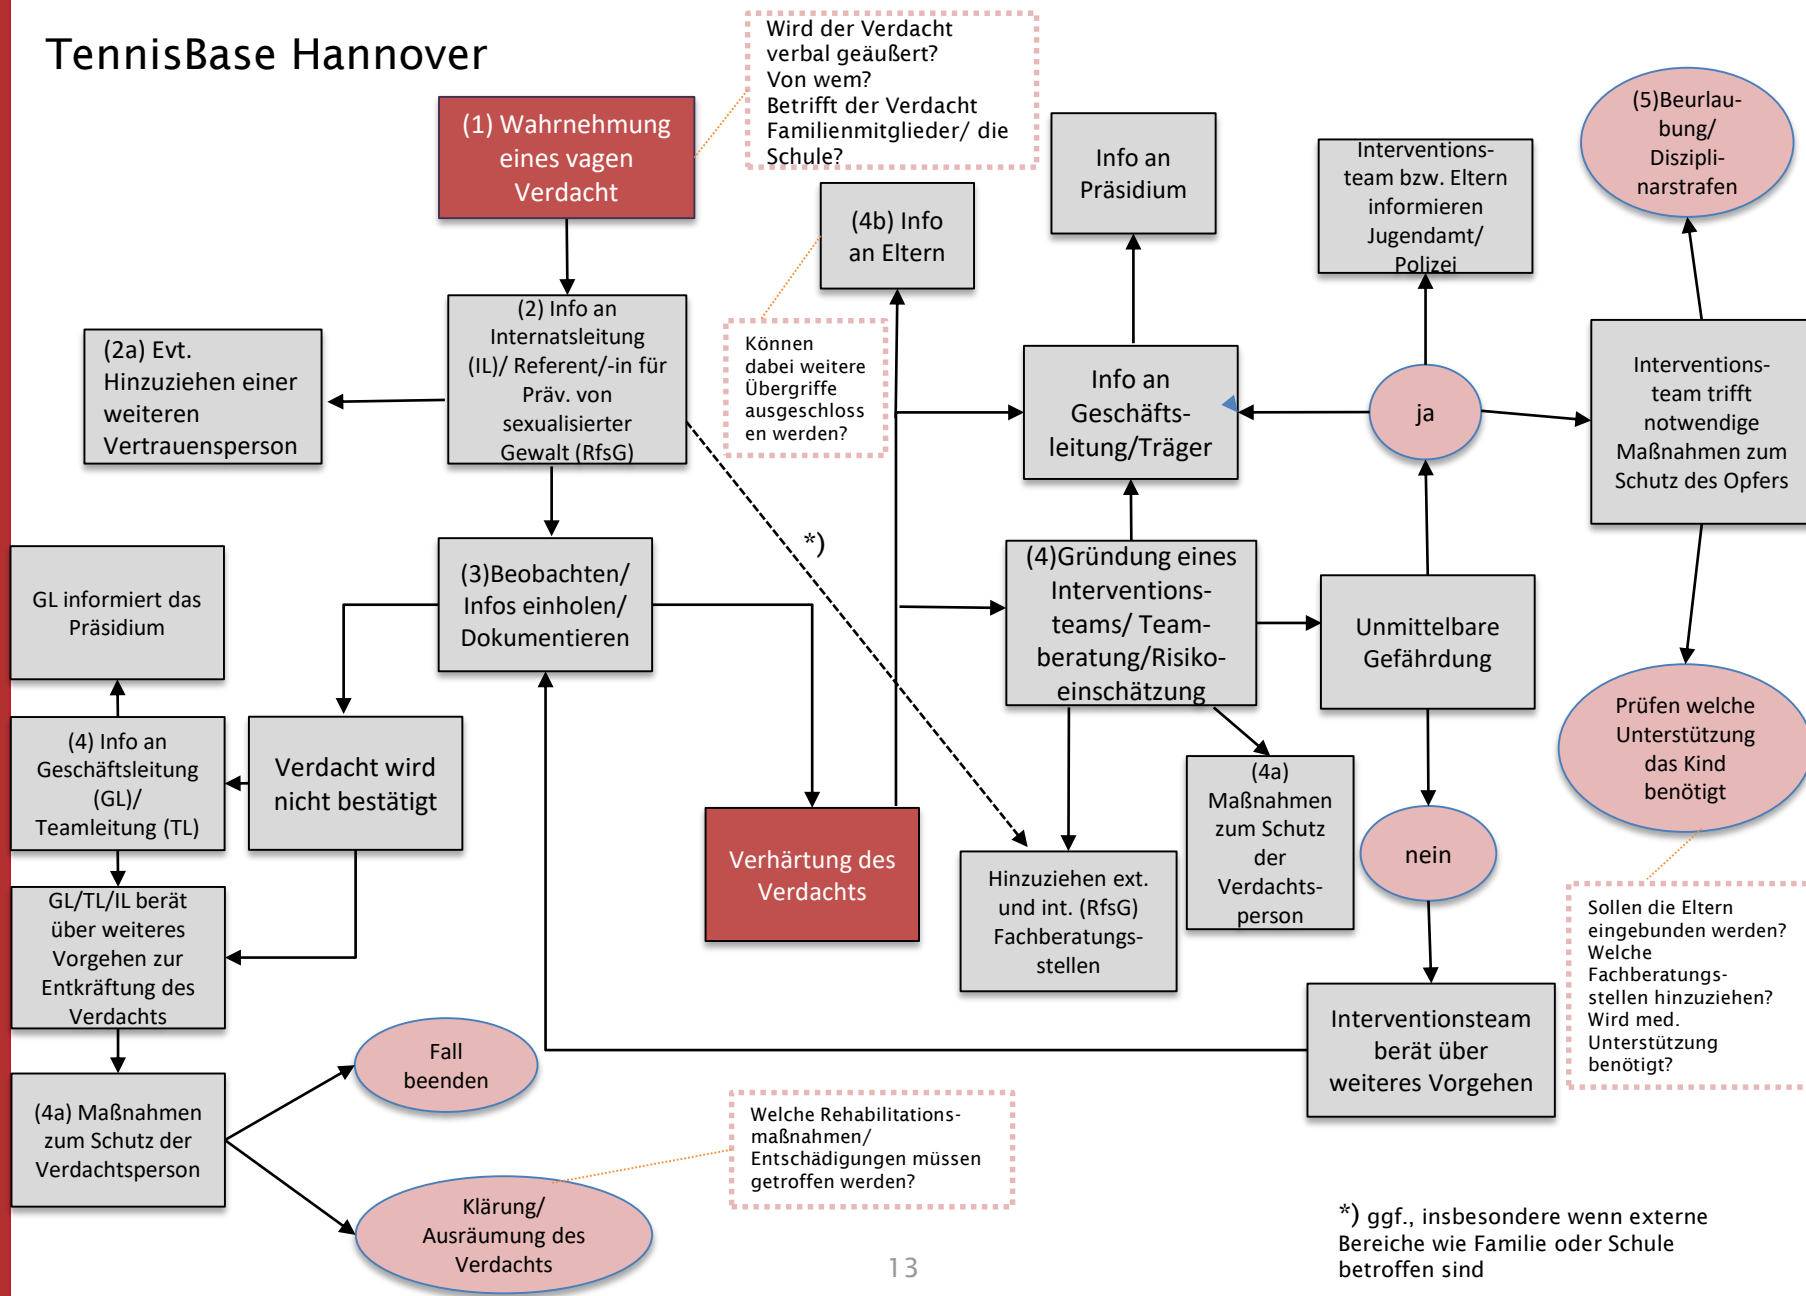 TennisBase Hannover
Wird der Verdacht
verbal geäußert?
Von wem?
Betrifft der Verdacht
Familienmitglieder/ die
Schule?
(1) Wahrnehmung
eines vagen
Verdacht
(5)Beurlau-
bung/
Diszipli-
narstrafen
Info an
Präsidium
Interventions-
team bzw. Eltern
informieren
Jugendamt/
Polizei
(4b) Info
an Eltern
(2) Info an
Internatsleitung
(IL)/ Referent/-in für
Präv. von
sexualisierter
Gewalt (RfsG)
(2a) Evt.
Hinzuziehen einer
weiteren
Vertrauensperson
Können
dabei weitere
Übergriffe
ausgeschloss
en werden?
Info an
Geschäfts-
leitung/Träger
ja
Interventions-
team trifft
notwendige
Maßnahmen zum
Schutz des Opfers
*)
GL informiert das
Präsidium
(3)Beobachten/
Infos einholen/
Dokumentieren
(4)Gründung eines
Interventions-
teams/ Team-
beratung/Risiko-
einschätzung
Unmittelbare
Gefährdung
Prüfen welche
Unterstützung
das Kind
benötigt
(4) Info an
Geschäftsleitung
(GL)/
Teamleitung (TL)
Verdacht wird
nicht bestätigt
Verhärtung des
Verdachts
(4a)
Maßnahmen
zum Schutz
der
Verdachts-
person
nein
Hinzuziehen ext.
und int. (RfsG)
Fachberatungs-
stellen
GL/TL/IL berät
über weiteres
Vorgehen zur
Entkräftung des
Verdachts
Sollen die Eltern
eingebunden werden?
Welche
Fachberatungs-
stellen hinzuziehen?
Wird med.
Unterstützung
benötigt?
Interventionsteam
berät über
weiteres Vorgehen
Fall
beenden
(4a) Maßnahmen
zum Schutz der
Verdachtsperson
Welche Rehabilitations-
maßnahmen/
Entschädigungen müssen
getroffen werden?
Klärung/
Ausräumung des
Verdachts
*) ggf., insbesondere wenn externe
Bereiche wie Familie oder Schule
betroffen sind
13